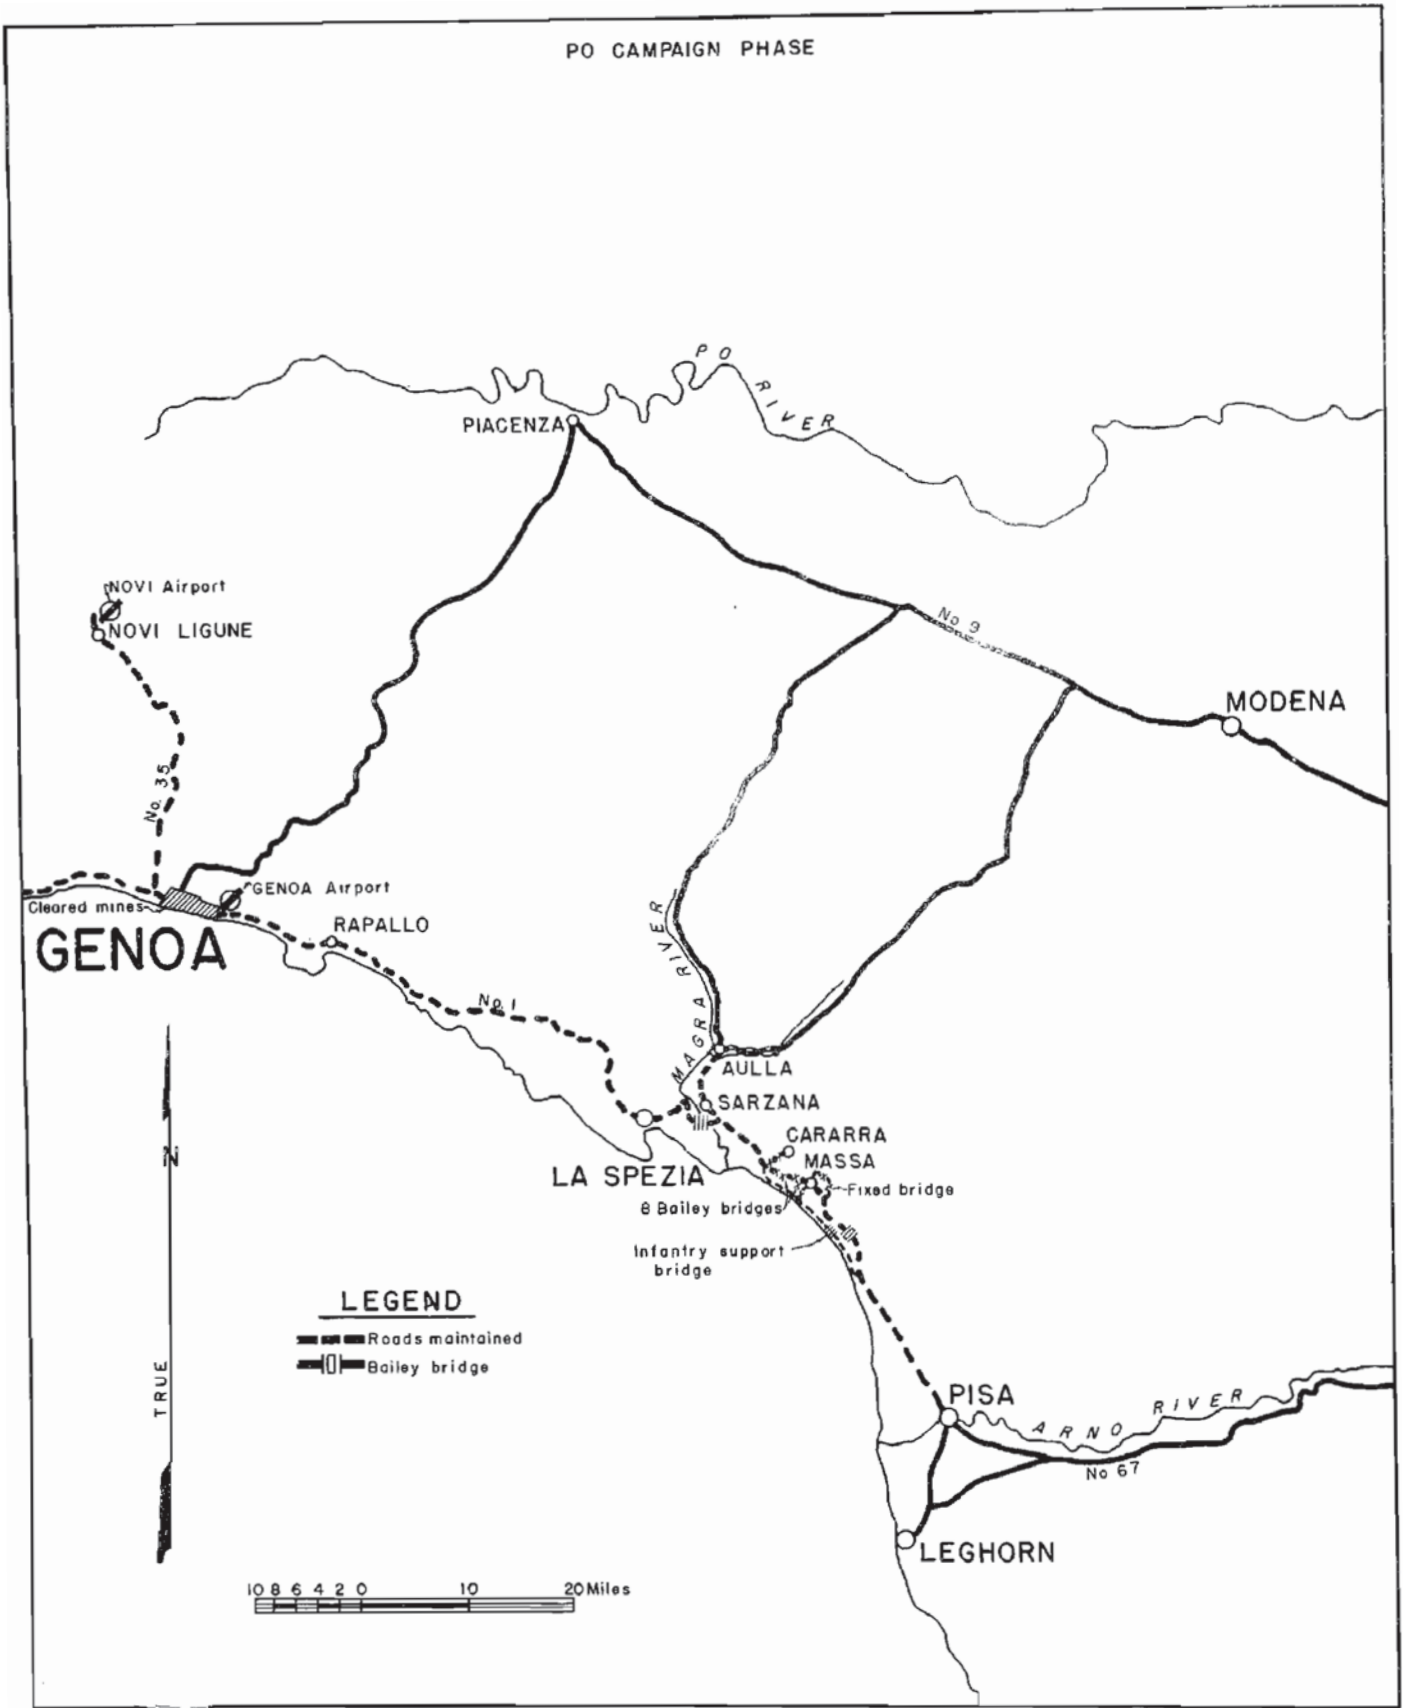 PO CAMPAIGN PHASE
PO RIVER
PIACENZA
NOVI Airport
NOVI LIGUNE
No 9
MODENA
No. 35
GENOA Airport
Cleared mines
GENOA
RAPALLO
No. 1
MAGRA RIVER
AULLA
SARZANA
CARARRA
MASSA
LA SPEZIA
Fixed bridge
8 Bailey bridges
Infantry support
bridge
N
TRUE
LEGEND
Roads maintained
Bailey bridge
PISA
ARNO RIVER
No 67
LEGHORN
10 8 6 4 2 0 10 20 Miles